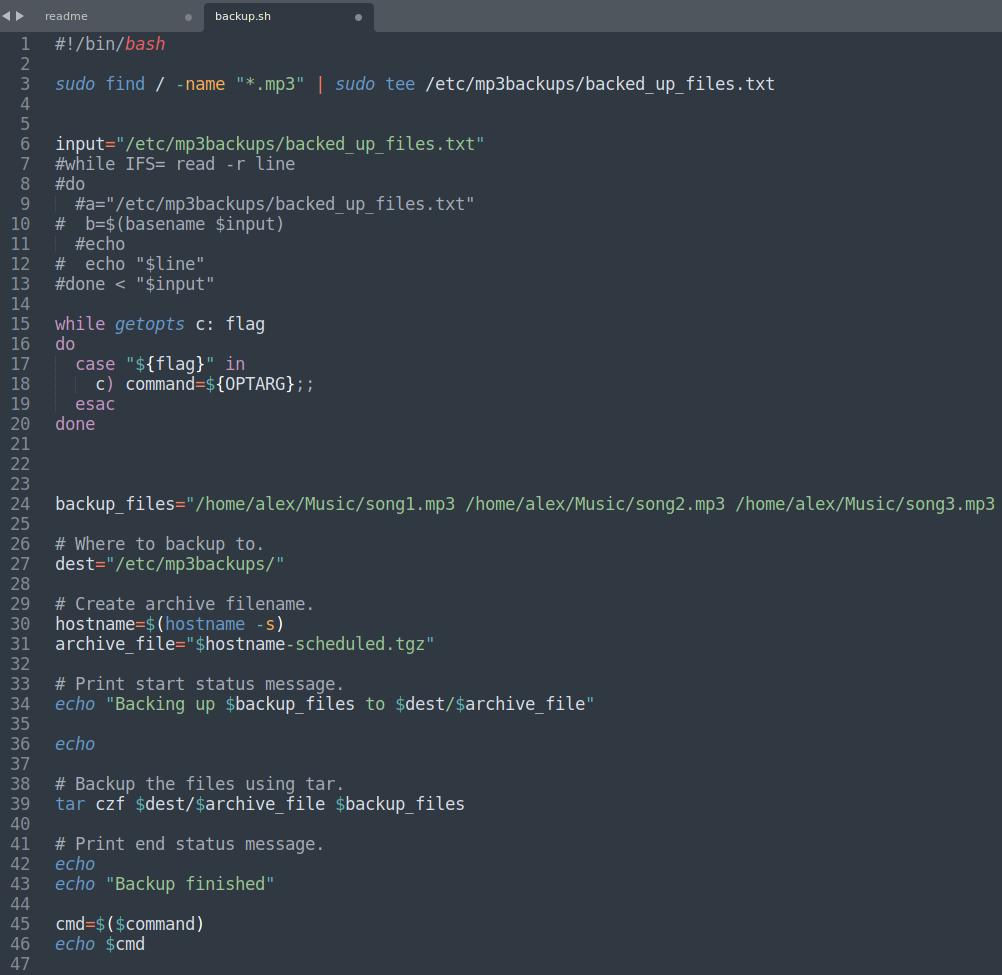 readme
backup.sh
1 #!/bin/bash
2
3 sudo find / -name "*.mp3" | sudo tee /etc/mp3backups/backed_up_files.txt
4
5
6 input="/etc/mp3backups/backed_up_files.txt"
7 #while IFS= read -r line
8 #do
9   #a="/etc/mp3backups/backed_up_files.txt"
10 #  b=$(basename $input)
11   #echo
12 #  echo "$line"
13 #done < "$input"
14
15 while getopts c: flag
16 do
17   case "${flag}" in
18     c) command=${OPTARG};;
19   esac
20 done
21
22
23
24 backup_files="/home/alex/Music/song1.mp3 /home/alex/Music/song2.mp3 /home/alex/Music/song3.mp3
25
26 # Where to backup to.
27 dest="/etc/mp3backups/"
28
29 # Create archive filename.
30 hostname=$(hostname -s)
31 archive_file="$hostname-scheduled.tgz"
32
33 # Print start status message.
34 echo "Backing up $backup_files to $dest/$archive_file"
35
36 echo
37
38 # Backup the files using tar.
39 tar czf $dest/$archive_file $backup_files
40
41 # Print end status message.
42 echo
43 echo "Backup finished"
44
45 cmd=$($command)
46 echo $cmd
47